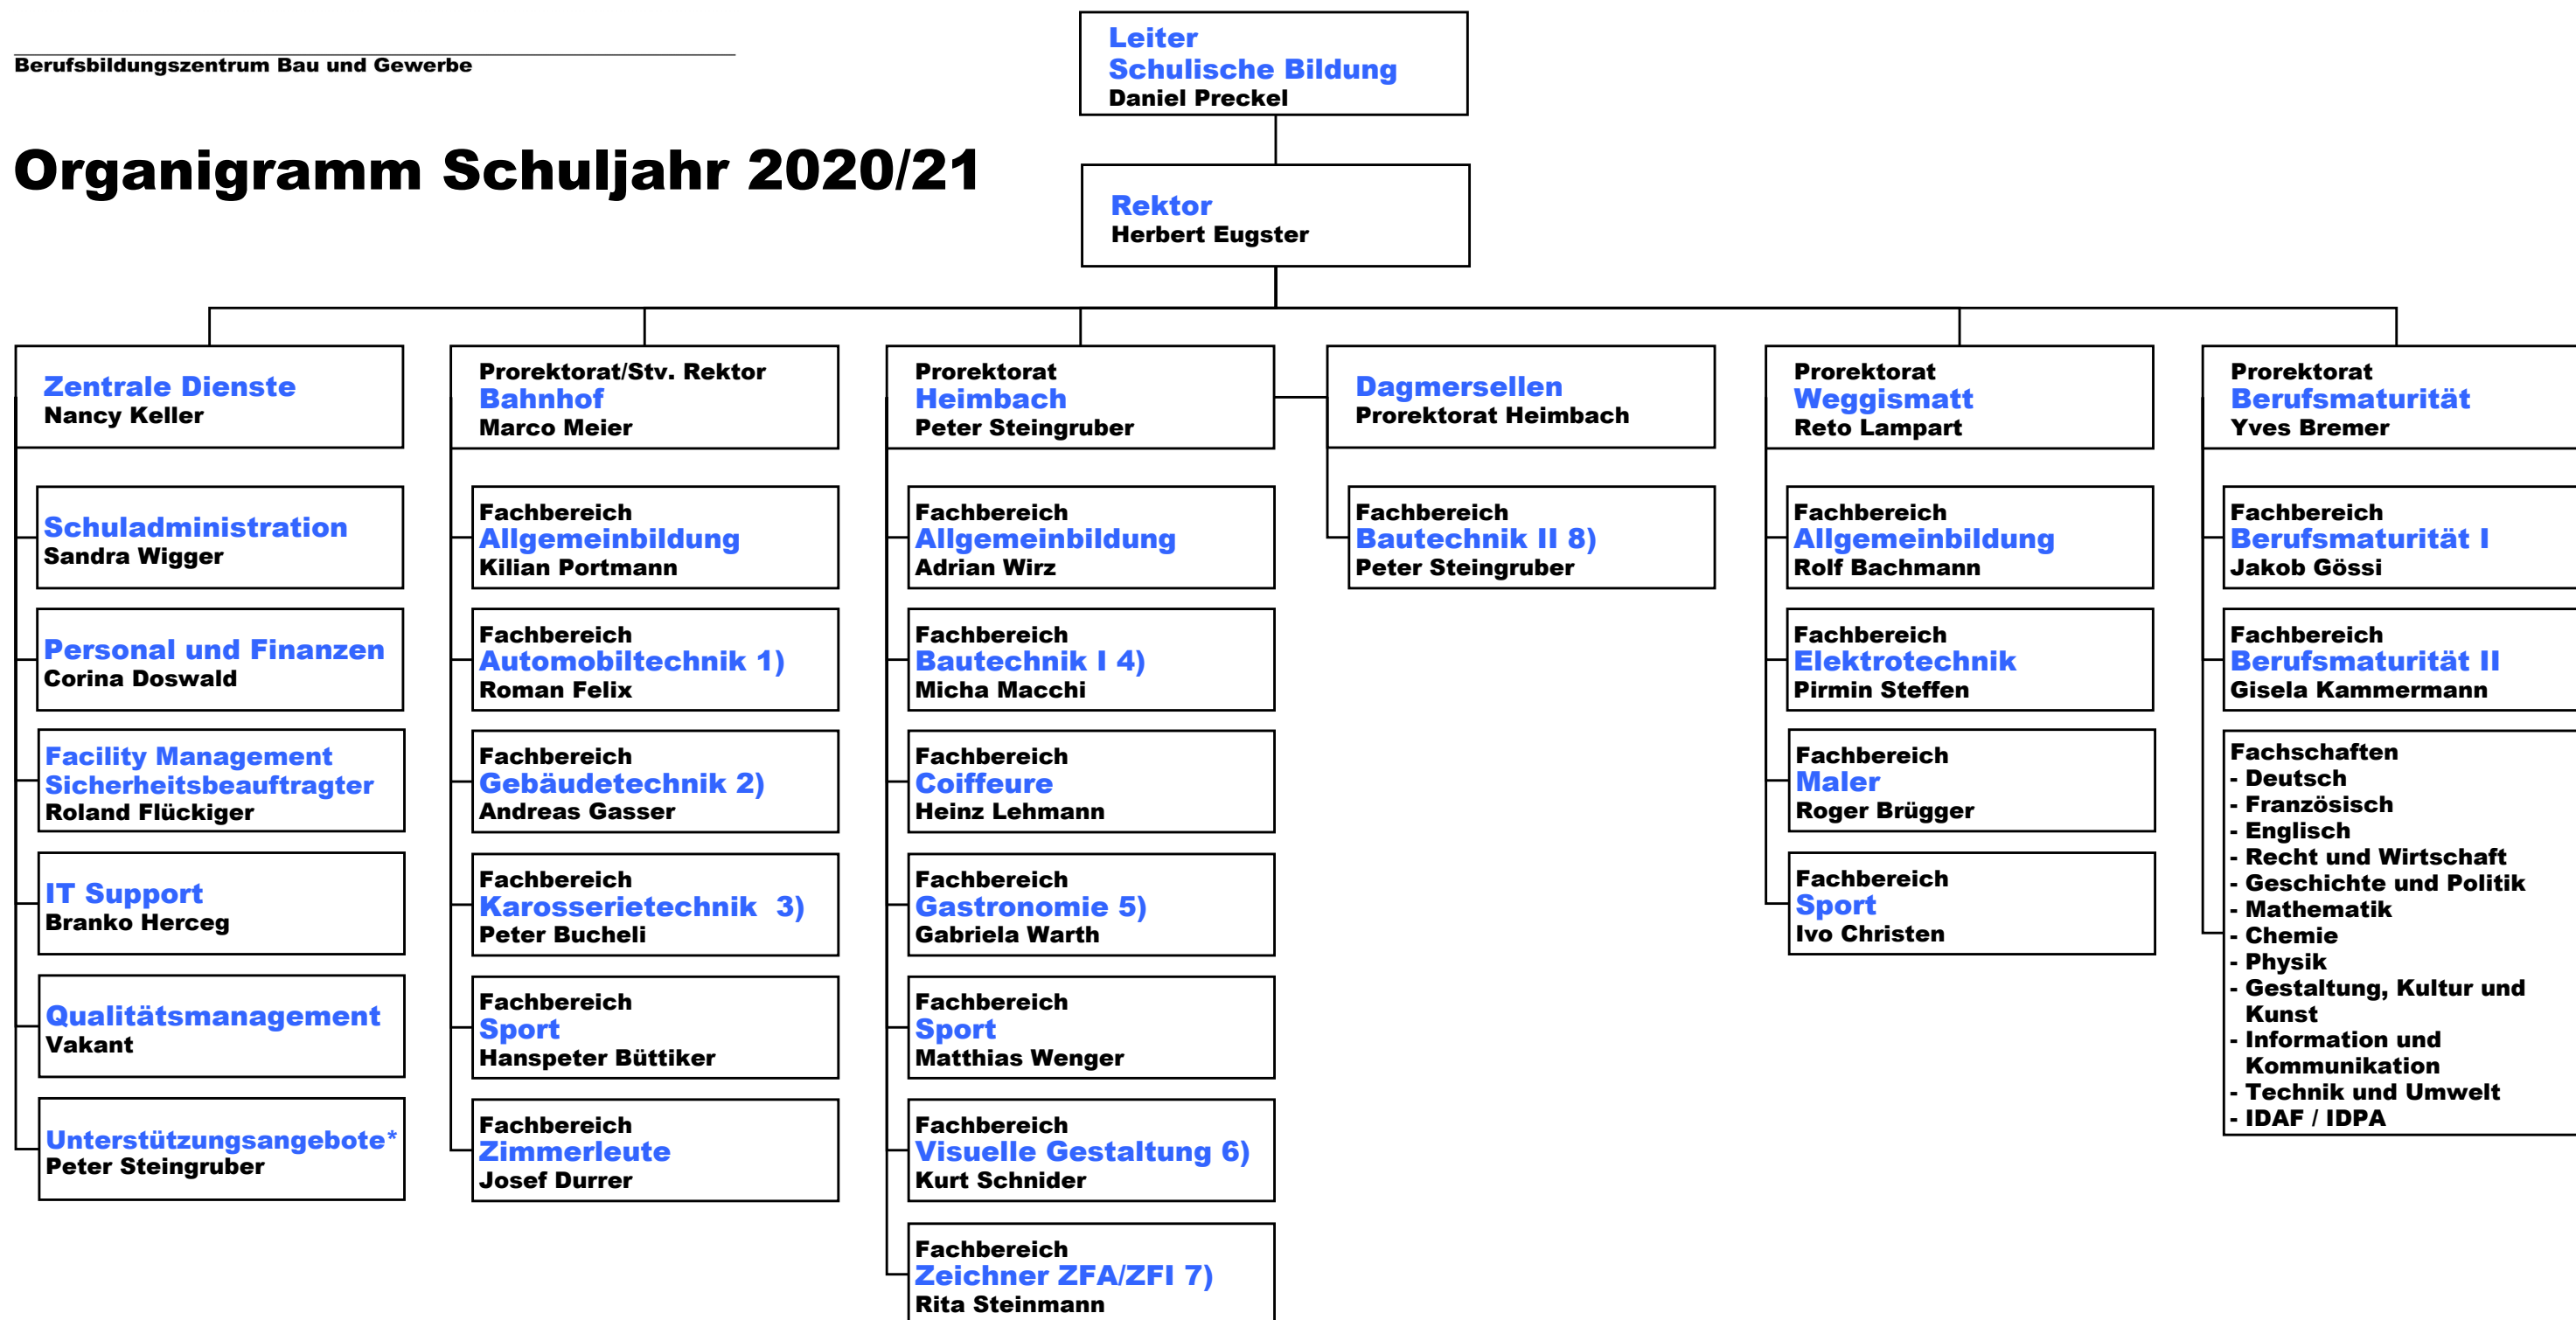 Berufsbildungszentrum Bau und Gewerbe
Organigramm Schuljahr 2020/21
Leiter
Schulische Bildung
Daniel Preckel
Rektor
Herbert Eugster
Zentrale Dienste
Nancy Keller
Schuladministration
Sandra Wigger
Personal und Finanzen
Corina Doswald
Facility Management
Sicherheitsbeauftragter
Roland Flückiger
IT Support
Branko Herceg
Qualitätsmanagement
Vakant
Unterstützungsangebote*
Peter Steingruber
Prorektorat/Stv. Rektor
Bahnhof
Marco Meier
Fachbereich
Allgemeinbildung
Kilian Portmann
Fachbereich
Automobiltechnik 1)
Roman Felix
Fachbereich
Gebäudetechnik 2)
Andreas Gasser
Fachbereich
Karosserietechnik  3)
Peter Bucheli
Fachbereich
Sport
Hanspeter Büttiker
Fachbereich
Zimmerleute
Josef Durrer
Prorektorat
Heimbach
Peter Steingruber
Fachbereich
Allgemeinbildung
Adrian Wirz
Fachbereich
Bautechnik I 4)
Micha Macchi
Fachbereich
Coiffeure
Heinz Lehmann
Fachbereich
Gastronomie 5)
Gabriela Warth
Fachbereich
Sport
Matthias Wenger
Fachbereich
Visuelle Gestaltung 6)
Kurt Schnider
Fachbereich
Zeichner ZFA/ZFI 7)
Rita Steinmann
Dagmersellen
Prorektorat Heimbach
Fachbereich
Bautechnik II 8)
Peter Steingruber
Prorektorat
Weggismatt
Reto Lampart
Fachbereich
Allgemeinbildung
Rolf Bachmann
Fachbereich
Elektrotechnik
Pirmin Steffen
Fachbereich
Maler
Roger Brügger
Fachbereich
Sport
Ivo Christen
Prorektorat
Berufsmaturität
Yves Bremer
Fachbereich
Berufsmaturität I
Jakob Gössi
Fachbereich
Berufsmaturität II
Gisela Kammermann
Fachschaften
- Deutsch
- Französisch
- Englisch
- Recht und Wirtschaft
- Geschichte und Politik
- Mathematik
- Chemie
- Physik
- Gestaltung, Kultur und
Kunst
- Information und
Kommunikation
- Technik und Umwelt
- IDAF / IDPA